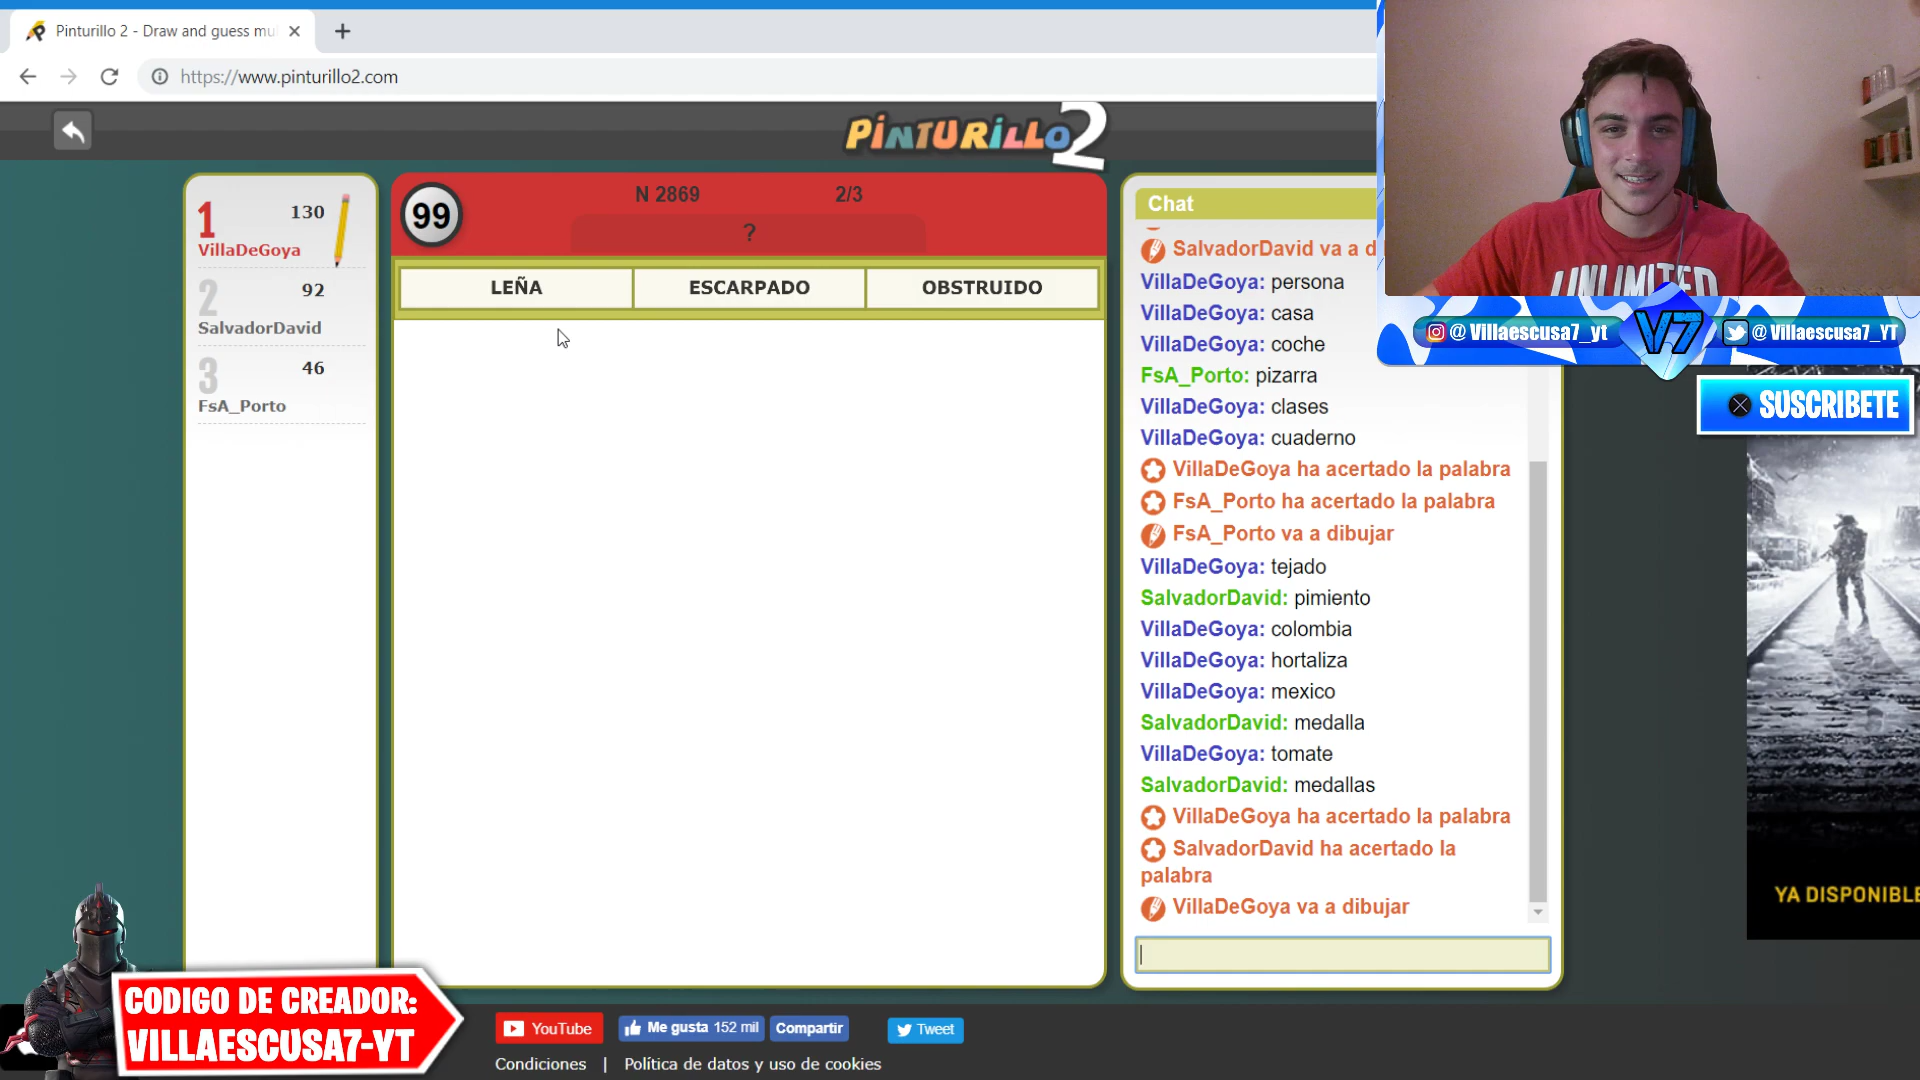 Pinturillo 2 - Draw and guess mu
https://www.pinturillo2.com
PiNTURiLLO2
1 130
VillaDeGoya
2 92
SalvadorDavid
3 46
FsA_Porto
99
N 2869 2/3
?
LEÑA ESCARPADO OBSTRUIDO
Chat
SalvadorDavid va a d
VillaDeGoya: persona
VillaDeGoya: casa
VillaDeGoya: coche
FsA_Porto: pizarra
VillaDeGoya: clases
VillaDeGoya: cuaderno
VillaDeGoya ha acertado la palabra
FsA_Porto ha acertado la palabra
FsA_Porto va a dibujar
VillaDeGoya: tejado
SalvadorDavid: pimiento
VillaDeGoya: colombia
VillaDeGoya: hortaliza
VillaDeGoya: mexico
SalvadorDavid: medalla
VillaDeGoya: tomate
SalvadorDavid: medallas
VillaDeGoya ha acertado la palabra
SalvadorDavid ha acertado la
palabra
VillaDeGoya va a dibujar
UNLIMITED
@ Villaescusa7_yt V7 @ Villaescusa7_YT
SUSCRIBETE
YA DISPONIBLE
CODIGO DE CREADOR:
VILLAESCUSA7-YT
YouTube Me gusta 152 mil Compartir Tweet
Condiciones | Política de datos y uso de cookies